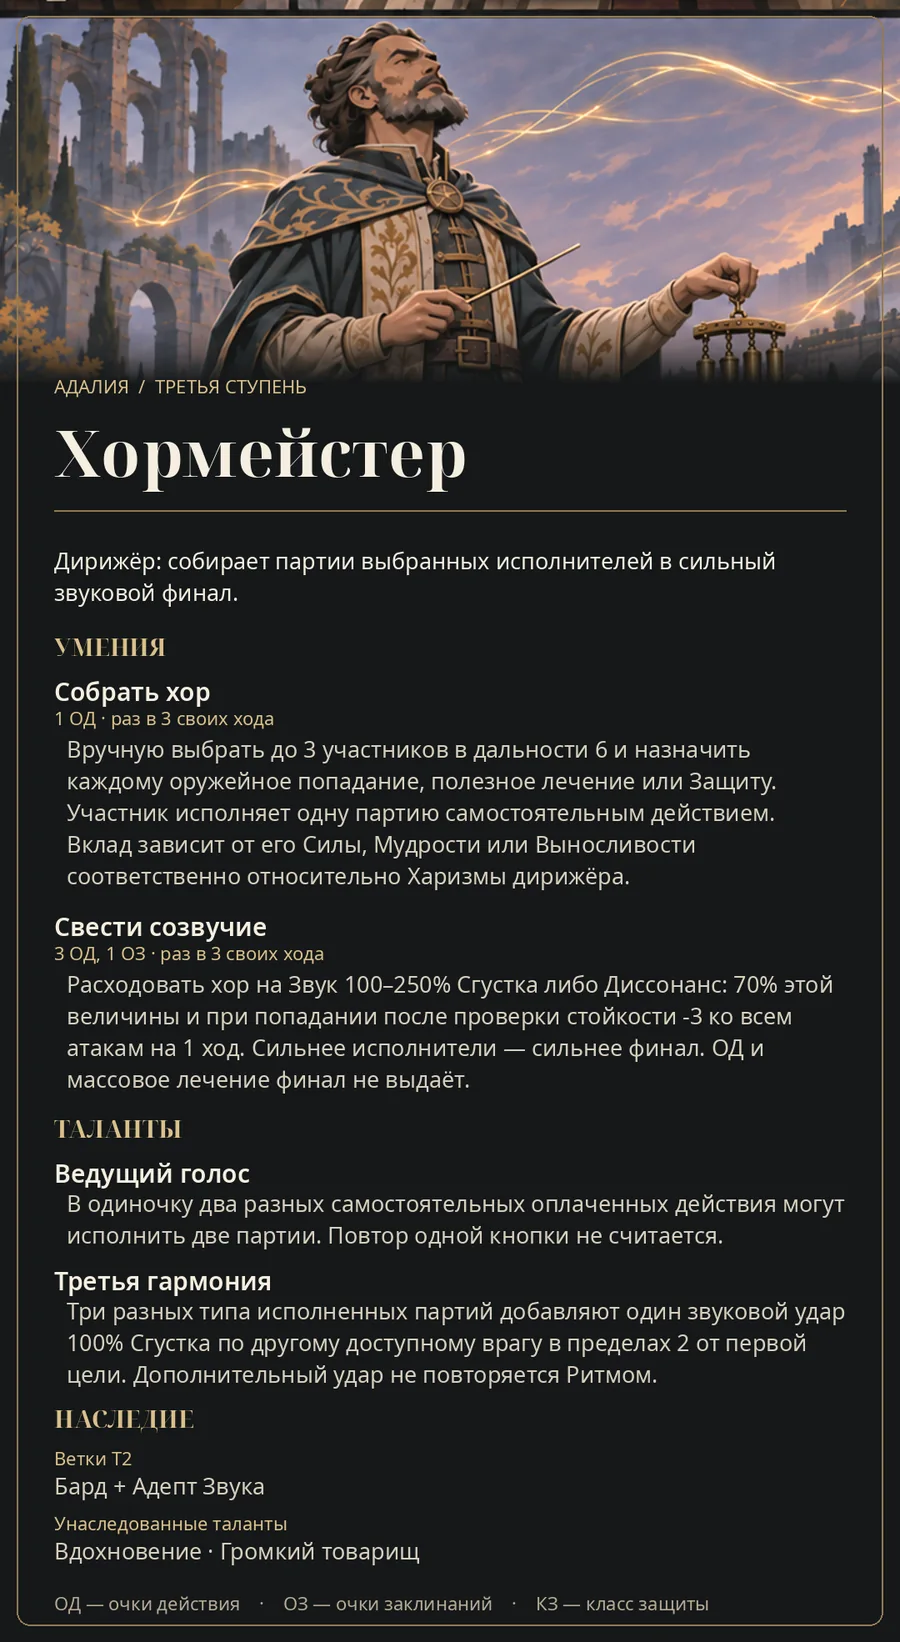 АДАЛИЯ / ТРЕТЬЯ СТУПЕНЬ
Хормейстер
Дирижёр: собирает партии выбранных исполнителей в сильный
звуковой финал.
УМЕНИЯ
Собрать хор
1 ОД · раз в 3 своих хода
Вручную выбрать до 3 участников в дальности 6 и назначить
каждому оружейное попадание, полезное лечение или Защиту.
Участник исполняет одну партию самостоятельным действием.
Вклад зависит от его Силы, Мудрости или Выносливости
соответственно относительно Харизмы дирижёра.
Свести созвучие
3 ОД, 1 ОЗ · раз в 3 своих хода
Расходовать хор на Звук 100–250% Сгустка либо Диссонанс: 70% этой
величины и при попадании после проверки стойкости -3 ко всем
атакам на 1 ход. Сильнее исполнители — сильнее финал. ОД и
массовое лечение финал не выдаёт.
ТАЛАНТЫ
Ведущий голос
В одиночку два разных самостоятельных оплаченных действия могут
исполнить две партии. Повтор одной кнопки не считается.
Третья гармония
Три разных типа исполненных партий добавляют один звуковой удар
100% Сгустка по другому доступному врагу в пределах 2 от первой
цели. Дополнительный удар не повторяется Ритмом.
НАСЛЕДИЕ
Ветки Т2
Бард + Адепт Звука
Унаследованные таланты
Вдохновение · Громкий товарищ
ОД — очки действия · ОЗ — очки заклинаний · КЗ — класс защиты